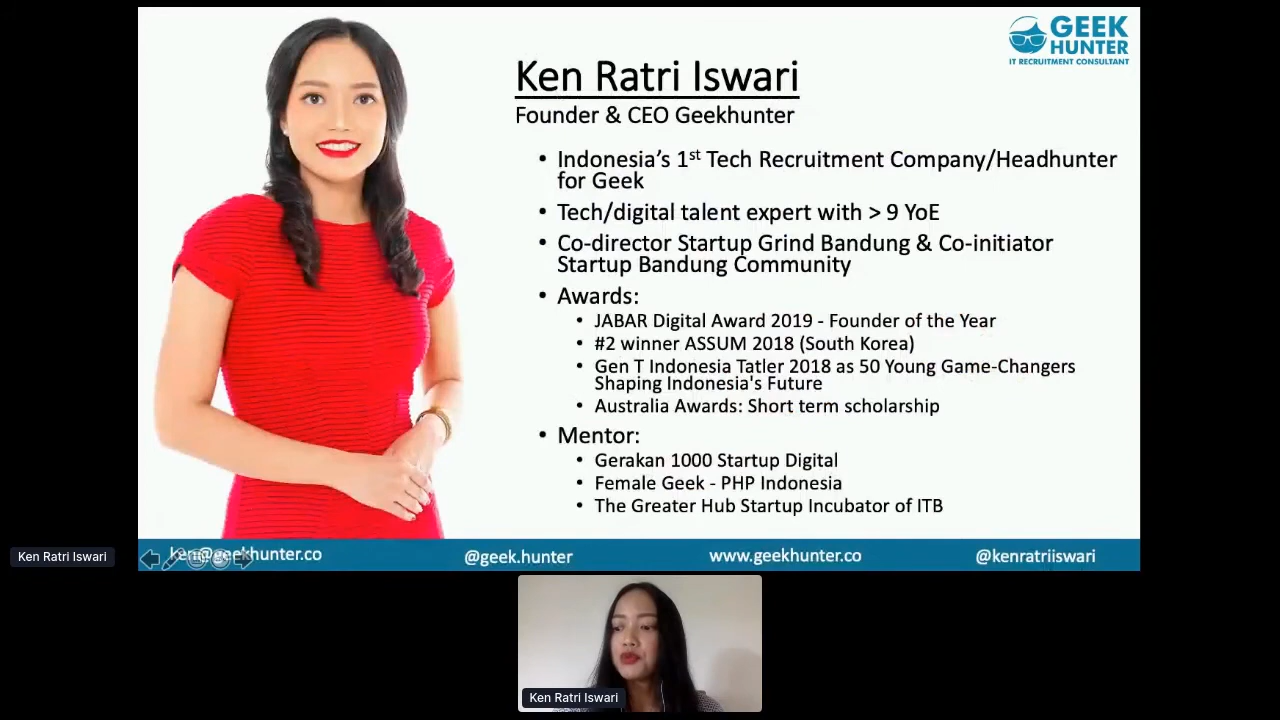 GEEK
HUNTER
IT RECRUITMENT CONSULTANT
Ken Ratri Iswari
Founder & CEO Geekhunter
• Indonesia's 1st Tech Recruitment Company/Headhunter
for Geek
• Tech/digital talent expert with > 9 YoE
• Co-director Startup Grind Bandung & Co-initiator
Startup Bandung Community
• Awards:
• JABAR Digital Award 2019 - Founder of the Year
• #2 winner ASSUM 2018 (South Korea)
• Gen T Indonesia Tatler 2018 as 50 Young Game-Changers
Shaping Indonesia's Future
• Australia Awards: Short term scholarship
• Mentor:
• Gerakan 1000 Startup Digital
• Female Geek - PHP Indonesia
• The Greater Hub Startup Incubator of ITB
Ken Ratri Iswari
ken@geekhunter.co
@geek.hunter
www.geekhunter.co
@kenratriiswari
Ken Ratri Iswari